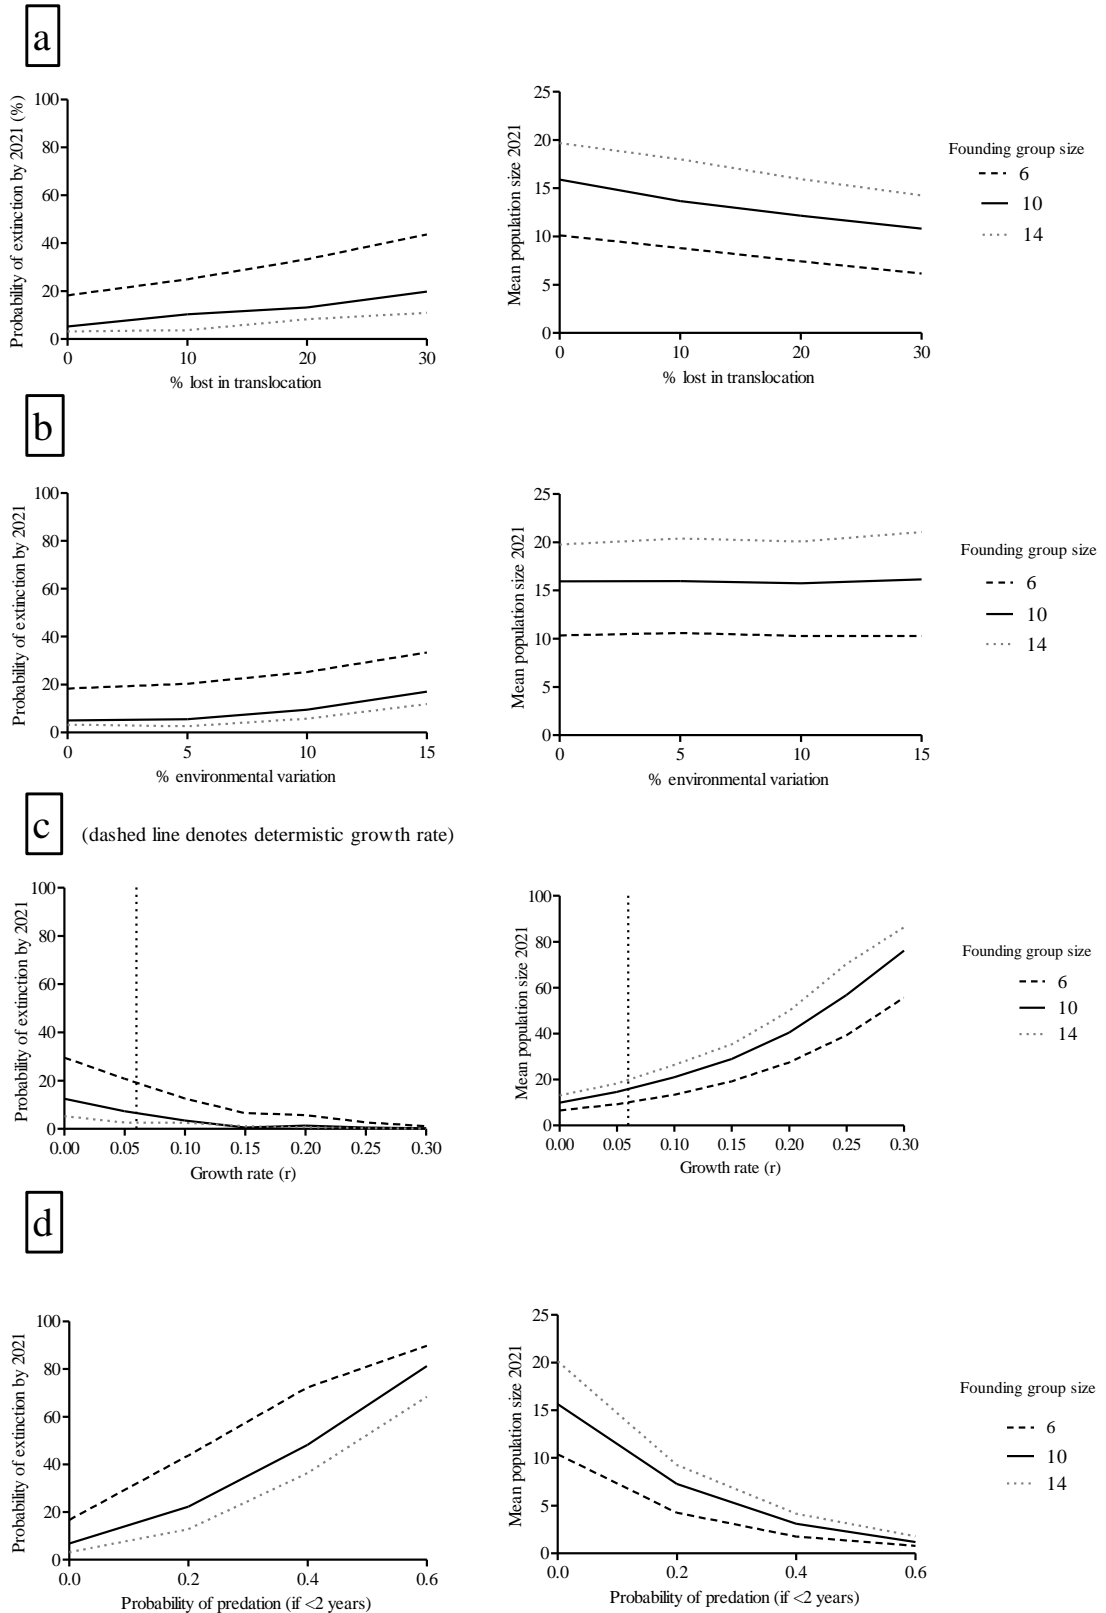 a
Probability of extinction by 2021 (%)
100
80
60
40
20
0
0 10 20 30
% lost in translocation
Mean population size 2021
25
20
15
10
5
0
0 10 20 30
% lost in translocation
Founding group size
6
10
14
b
Probability of extinction by 2021
100
80
60
40
20
0
0 5 10 15
% environmental variation
Mean population size 2021
25
20
15
10
5
0
0 5 10 15
% environmental variation
Founding group size
6
10
14
c (dashed line denotes determistic growth rate)
Probability of extinction by 2021
100
80
60
40
20
0
0.00 0.05 0.10 0.15 0.20 0.25 0.30
Growth rate (r)
Mean population size 2021
100
80
60
40
20
0
0.00 0.05 0.10 0.15 0.20 0.25 0.30
Growth rate (r)
Founding group size
6
10
14
d
Probability of extinction by 2021
100
80
60
40
20
0
0.0 0.2 0.4 0.6
Probability of predation (if <2 years)
Mean population size 2021
25
20
15
10
5
0
0.0 0.2 0.4 0.6
Probability of predation (if <2 years)
Founding group size
6
10
14